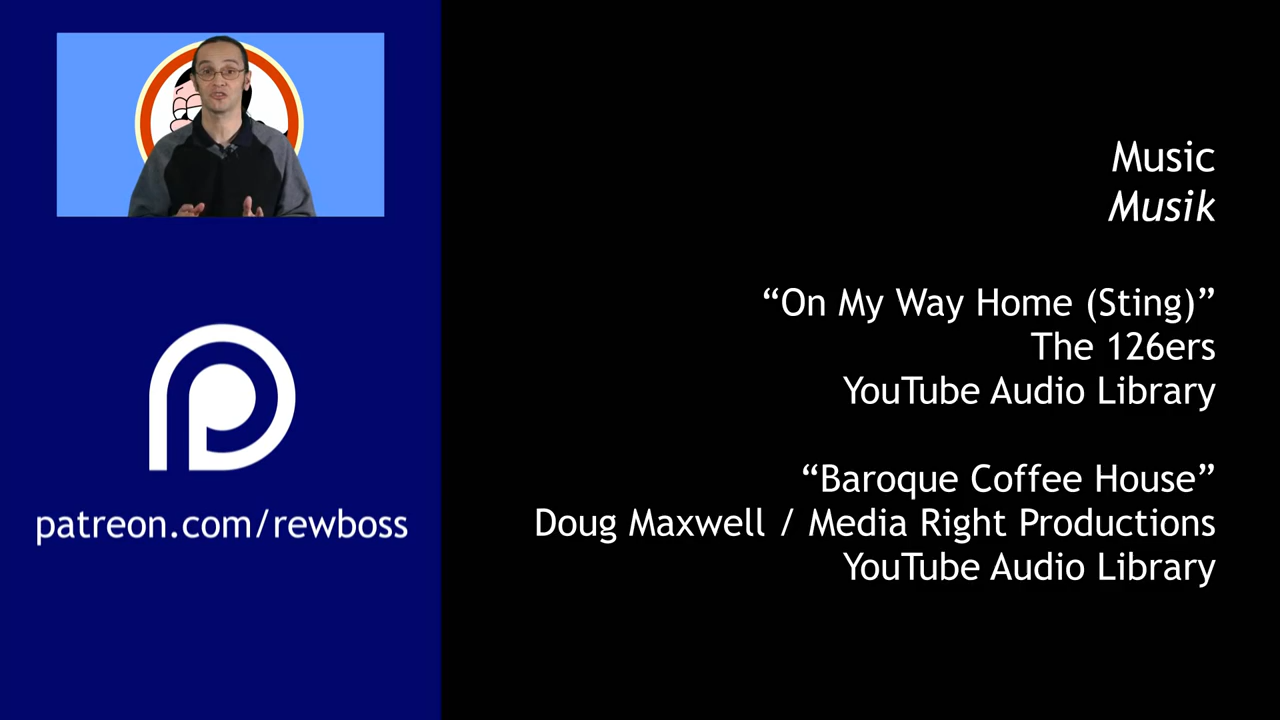 patreon.com/rewboss
Music
Musik
“On My Way Home (Sting)”
The 126ers
YouTube Audio Library
“Baroque Coffee House”
Doug Maxwell / Media Right Productions
YouTube Audio Library